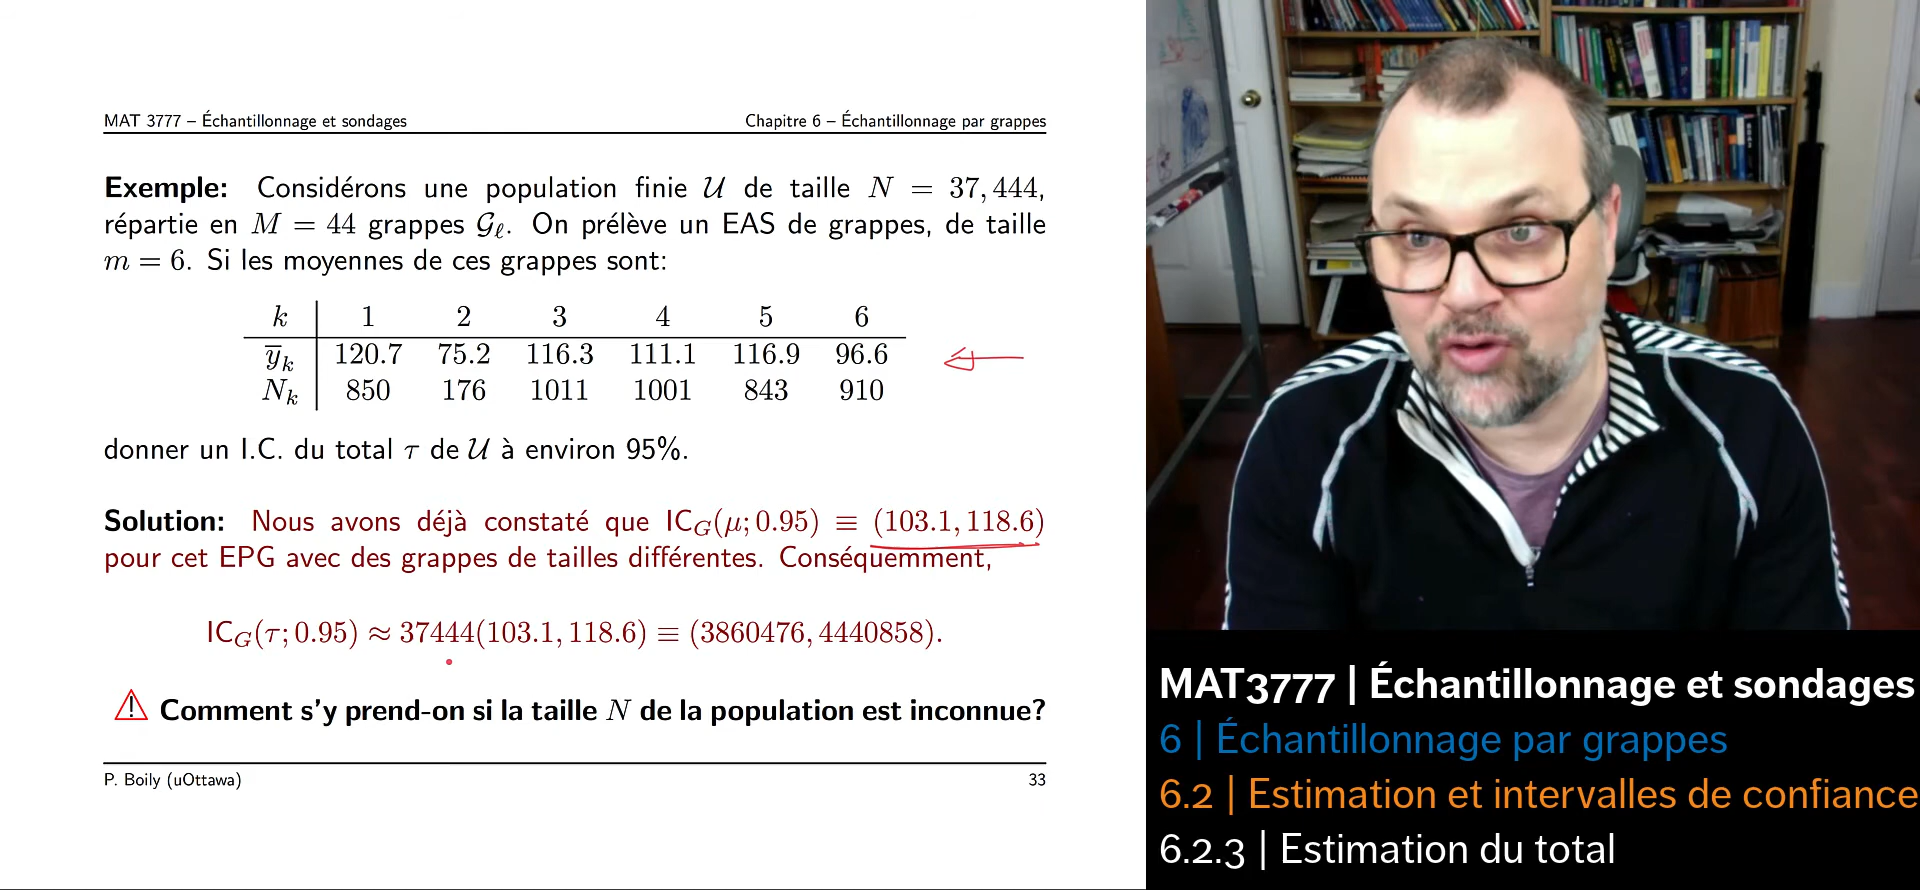 MAT 3777 – Échantillonnage et sondages
Chapitre 6 – Échantillonnage par grappes
Exemple: Considérons une population finie 𝒰 de taille N = 37,444,
répartie en M = 44 grappes 𝒢ℓ. On prélève un EAS de grappes, de taille
m = 6. Si les moyennes de ces grappes sont:
k 1 2 3 4 5 6
ȳk 120.7 75.2 116.3 111.1 116.9 96.6
Nk 850 176 1011 1001 843 910
donner un I.C. du total τ de 𝒰 à environ 95%.
Solution: Nous avons déjà constaté que ICG(μ; 0.95) ≡ (103.1, 118.6)
pour cet EPG avec des grappes de tailles différentes. Conséquemment,
ICG(τ; 0.95) ≈ 37444(103.1, 118.6) ≡ (3860476, 4440858).
Comment s'y prend-on si la taille N de la population est inconnue?
P. Boily (uOttawa)
33
MAT3777 | Échantillonnage et sondages
6 | Échantillonnage par grappes
6.2 | Estimation et intervalles de confiance
6.2.3 | Estimation du total